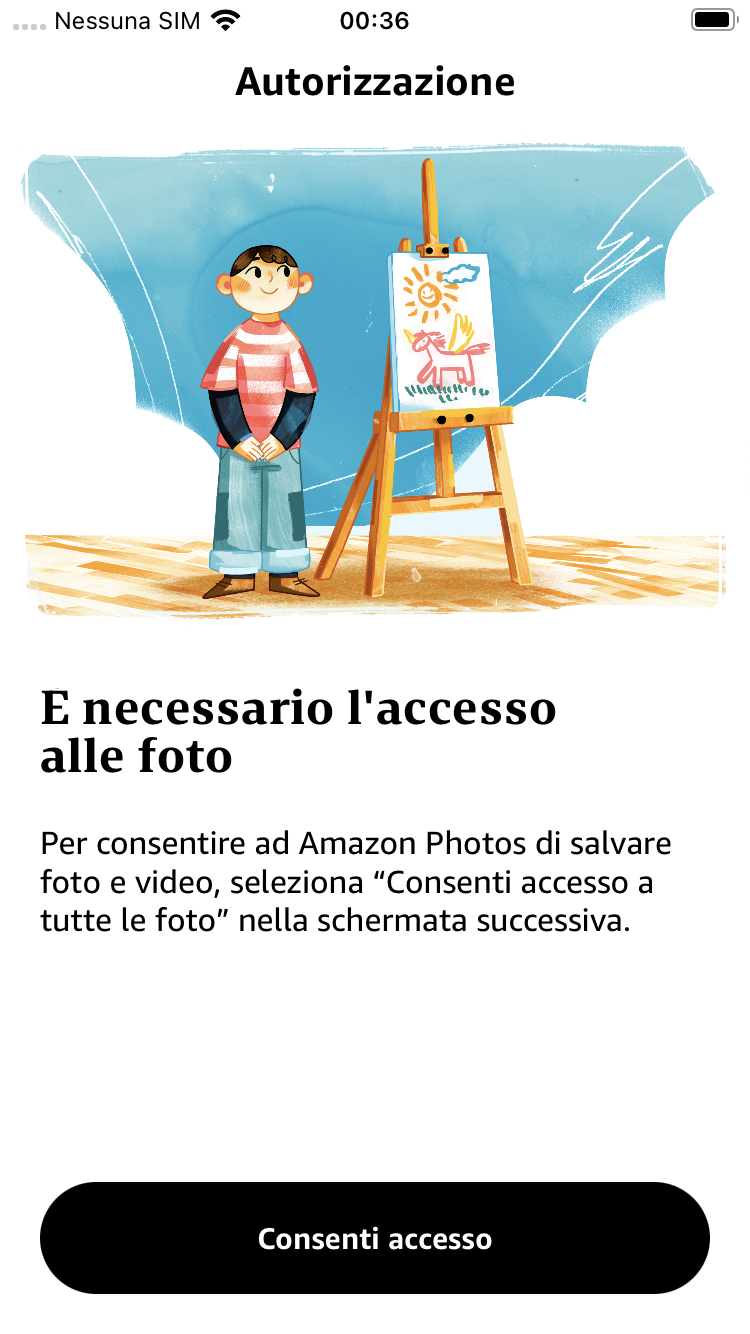 Nessuna SIM 00:36
Autorizzazione
È necessario l'accesso
alle foto
Per consentire ad Amazon Photos di salvare
foto e video, seleziona “Consenti accesso a
tutte le foto” nella schermata successiva.
Consenti accesso